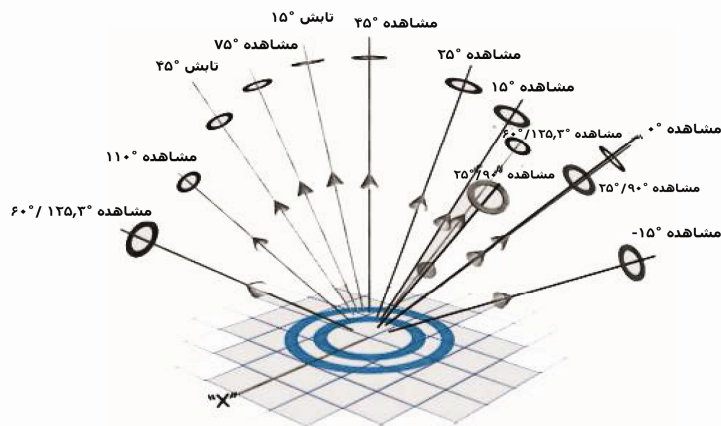 تابش °۱۵
مشاهده °۴۵
مشاهده °۷۵
مشاهده °۲۵
تابش °۴۵
مشاهده °۱۵
مشاهده °۰
مشاهده °۶۰°/۱۲۵,۳
مشاهده °۱۱۰
مشاهده °۲۵°/۹۰
مشاهده °۲۵°/۹۰
مشاهده °۶۰°/ ۱۲۵,۳
مشاهده °۱۵-
"X"